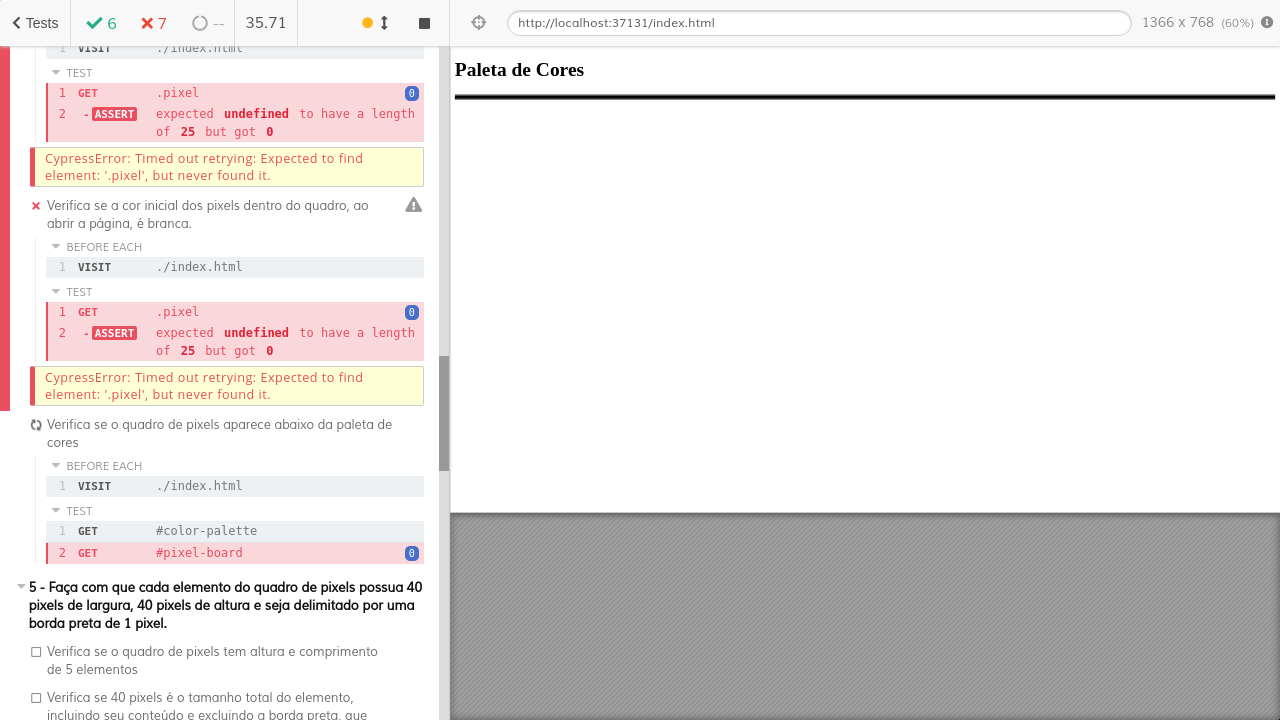 Tests
6
7
--
35.71
http://localhost:37131/index.html
1366 x 768 (60%)
1 VISIT ./index.html
TEST
1 GET .pixel 0
2 - ASSERT expected undefined to have a length
of 25 but got 0
CypressError: Timed out retrying: Expected to find
element: '.pixel', but never found it.
Verifica se a cor inicial dos pixels dentro do quadro, ao
abrir a página, é branca.
BEFORE EACH
1 VISIT ./index.html
TEST
1 GET .pixel 0
2 - ASSERT expected undefined to have a length
of 25 but got 0
CypressError: Timed out retrying: Expected to find
element: '.pixel', but never found it.
Verifica se o quadro de pixels aparece abaixo da paleta de
cores
BEFORE EACH
1 VISIT ./index.html
TEST
1 GET #color-palette
2 GET #pixel-board 0
5 - Faça com que cada elemento do quadro de pixels possua 40
pixels de largura, 40 pixels de altura e seja delimitado por uma
borda preta de 1 pixel.
Verifica se o quadro de pixels tem altura e comprimento
de 5 elementos
Verifica se 40 pixels é o tamanho total do elemento,
incluindo seu conteúdo e excluindo a borda preta, que
Paleta de Cores